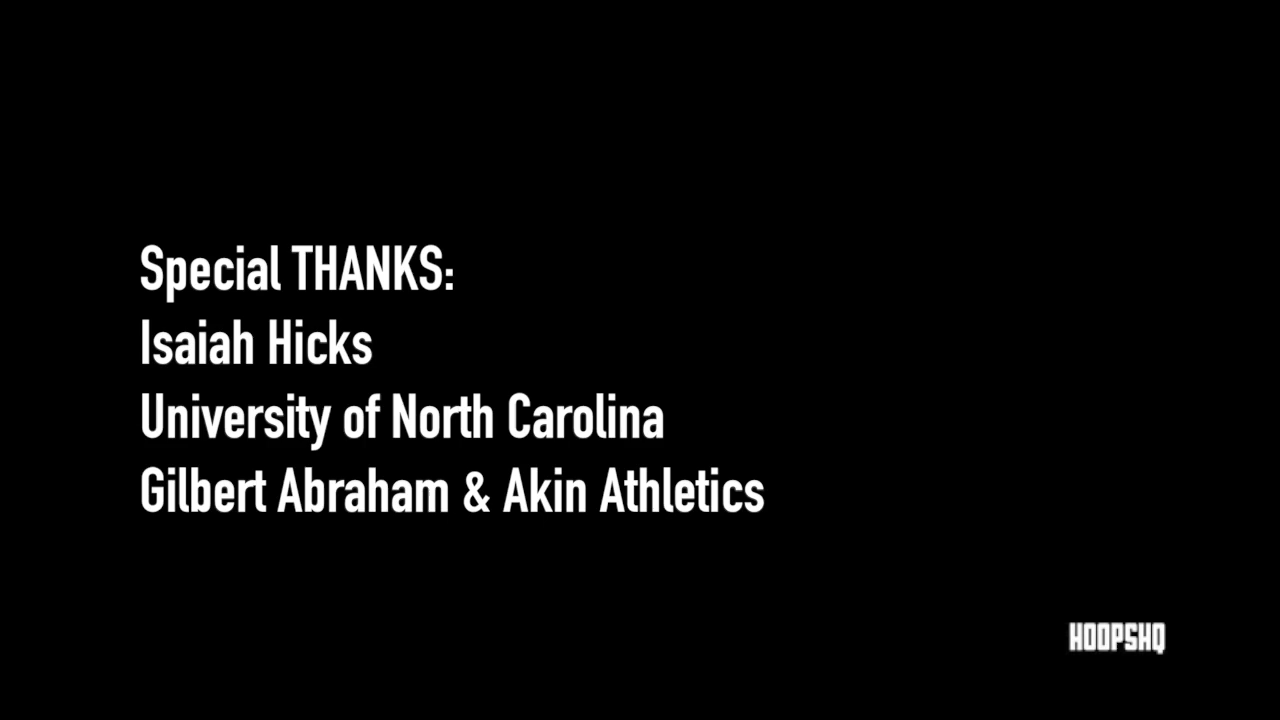 Special THANKS:
Isaiah Hicks
University of North Carolina
Gilbert Abraham & Akin Athletics
HOOPSHQ